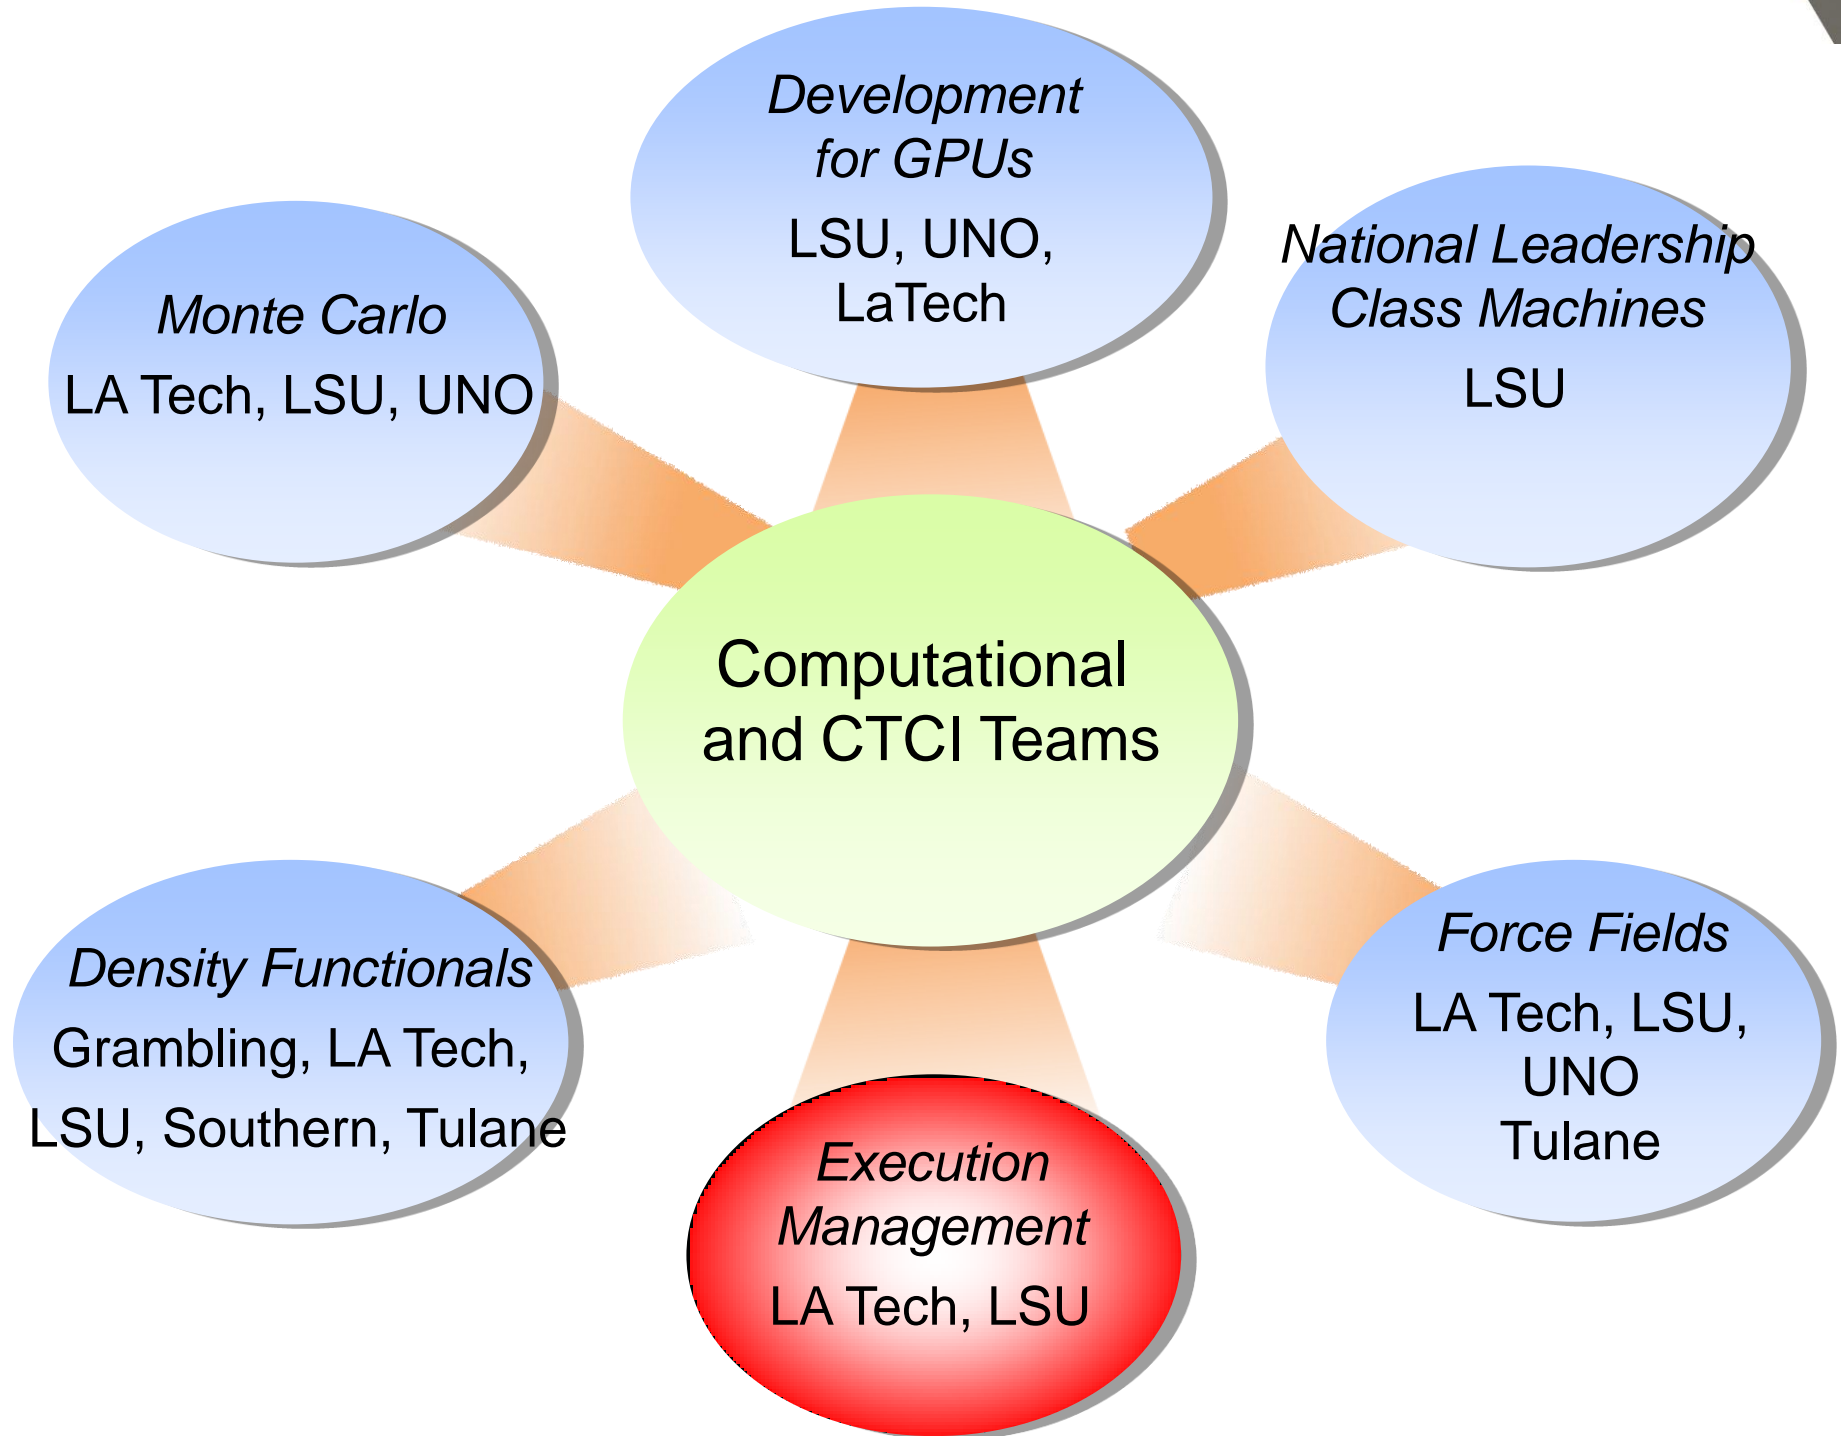 Development
for GPUs
LSU, UNO,
LaTech
National Leadership
Class Machines
LSU
Monte Carlo
LA Tech, LSU, UNO
Computational
and CTCI Teams
Density Functionals
Grambling, LA Tech,
LSU, Southern, Tulane
Force Fields
LA Tech, LSU,
UNO
Tulane
Execution
Management
LA Tech, LSU